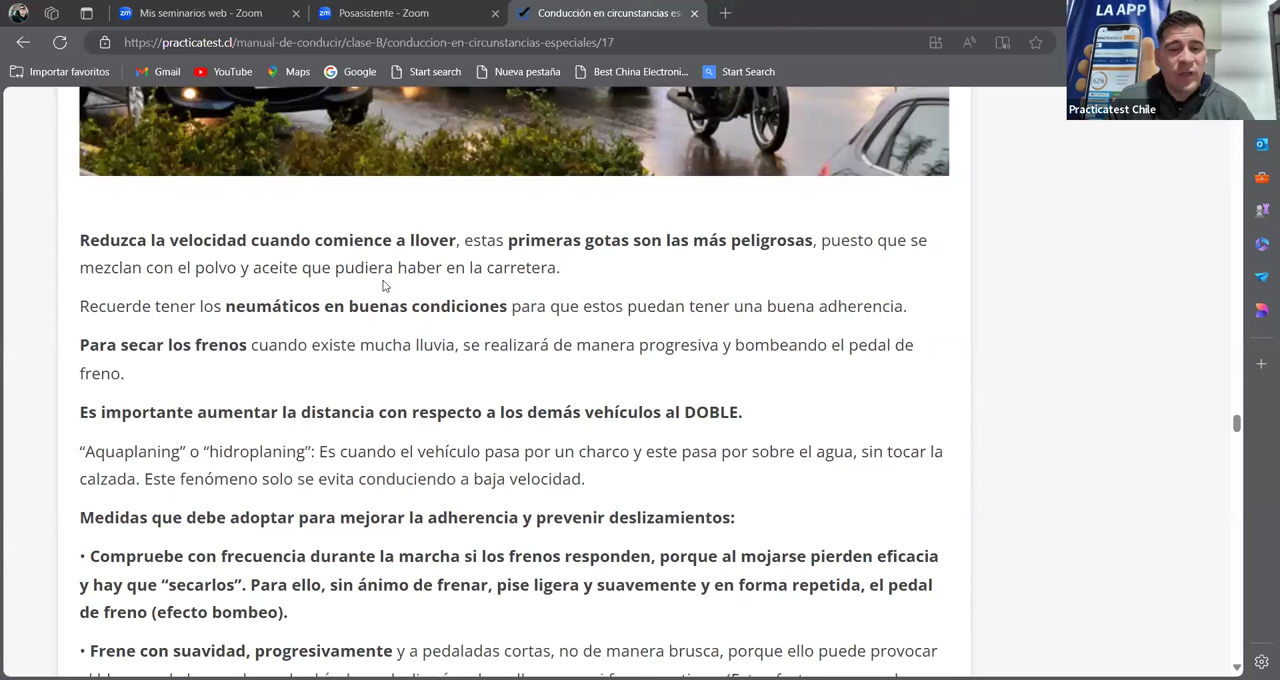 Mis seminarios web - Zoom
Posasistente - Zoom
Conducción en circunstancias es
https://practicatest.cl/manual-de-conducir/clase-B/conduccion-en-circunstancias-especiales/17
Importar favoritos
Gmail
YouTube
Maps
Google
Start search
Nueva pestaña
Best China Electroni...
Start Search
LA APP
62%
Practicatest Chile
Reduzca la velocidad cuando comience a llover, estas primeras gotas son las más peligrosas, puesto que se
mezclan con el polvo y aceite que pudiera haber en la carretera.
Recuerde tener los neumáticos en buenas condiciones para que estos puedan tener una buena adherencia.
Para secar los frenos cuando existe mucha lluvia, se realizará de manera progresiva y bombeando el pedal de
freno.
Es importante aumentar la distancia con respecto a los demás vehículos al DOBLE.
“Aquaplaning” o “hidroplaning”: Es cuando el vehículo pasa por un charco y este pasa por sobre el agua, sin tocar la
calzada. Este fenómeno solo se evita conduciendo a baja velocidad.
Medidas que debe adoptar para mejorar la adherencia y prevenir deslizamientos:
• Compruebe con frecuencia durante la marcha si los frenos responden, porque al mojarse pierden eficacia
y hay que “secarlos”. Para ello, sin ánimo de frenar, pise ligera y suavemente y en forma repetida, el pedal
de freno (efecto bombeo).
• Frene con suavidad, progresivamente y a pedaladas cortas, no de manera brusca, porque ello puede provocar